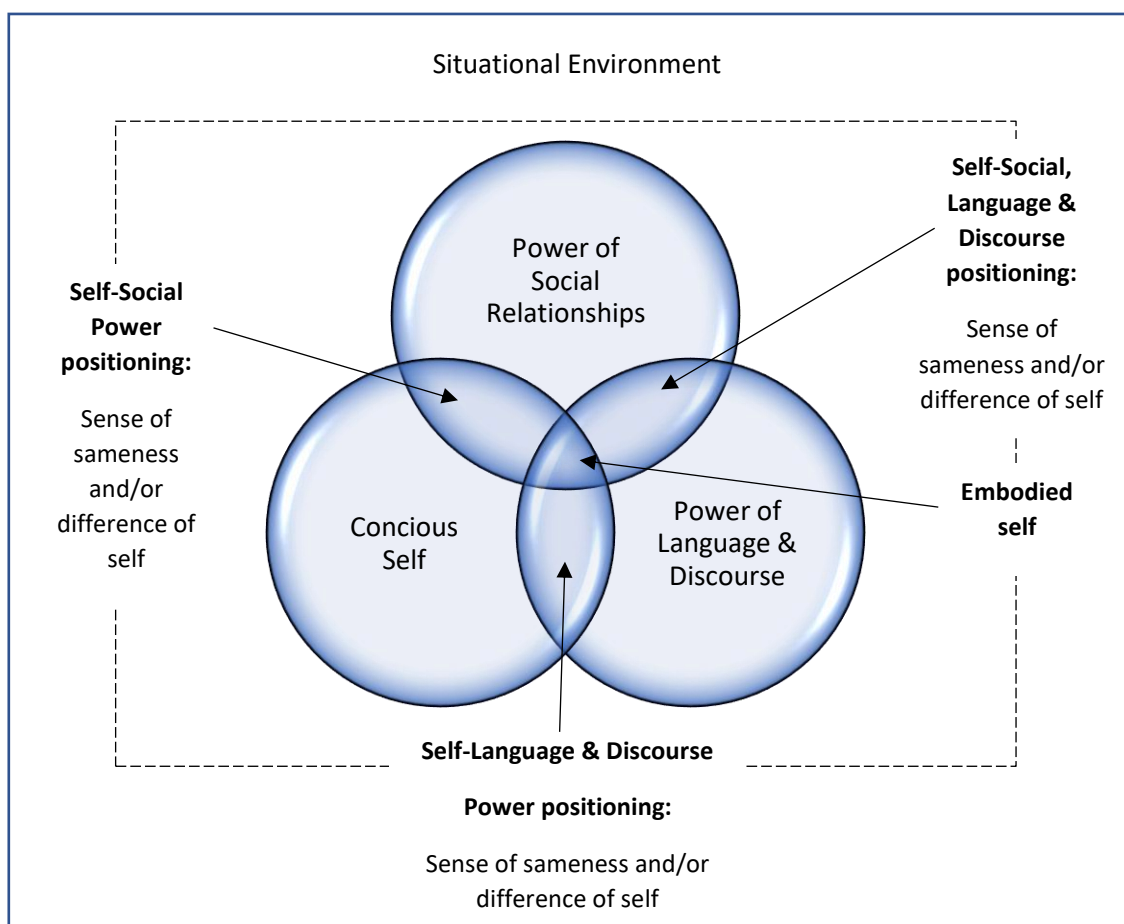 Situational Environment
Self-Social,
Language &
Discourse
positioning:
Sense of
sameness and/or
difference of self
Power of
Social
Relationships
Self-Social
Power
positioning:
Sense of
sameness
and/or
difference of
self
Embodied
self
Concious
Self
Power of
Language &
Discourse
Self-Language & Discourse
Power positioning:
Sense of sameness and/or
difference of self